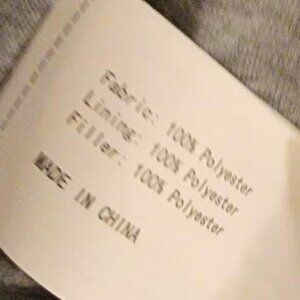 Fabric: 100% Polyester
Lining: 100% Polyester
Filler: 100% Polyester
MADE IN CHINA